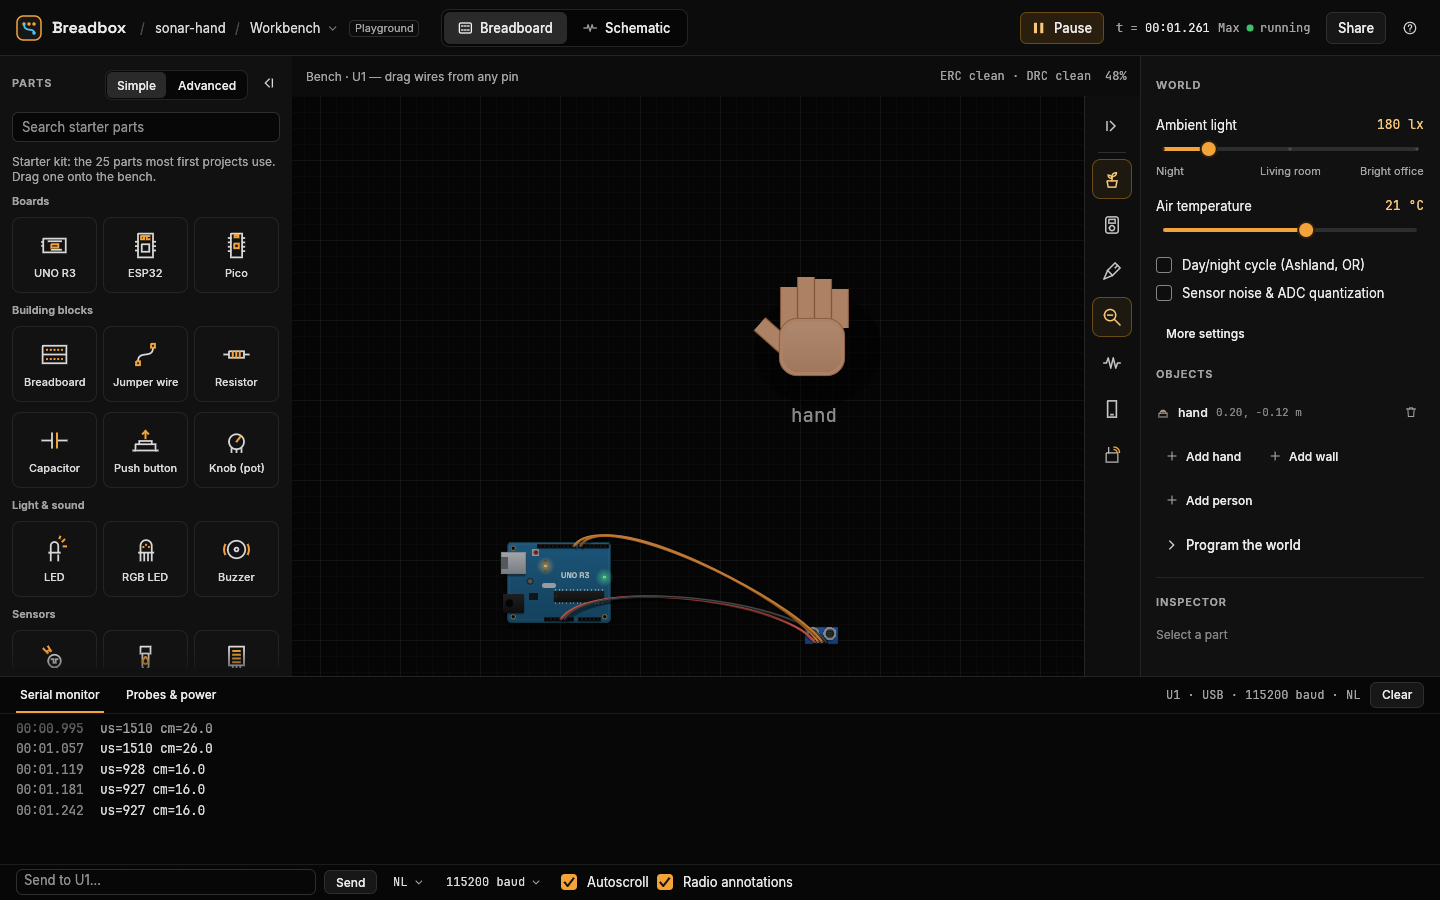 Breadbox / sonar-hand / Workbench Playground
Breadboard
Schematic
Pause
t = 00:01.261 Max running
Share
PARTS
Simple
Advanced
Search starter parts
Starter kit: the 25 parts most first projects use.
Drag one onto the bench.
Boards
UNO R3
ESP32
Pico
Building blocks
Breadboard
Jumper wire
Resistor
Capacitor
Push button
Knob (pot)
Light & sound
LED
RGB LED
Buzzer
Sensors
Bench · U1 — drag wires from any pin
ERC clean · DRC clean 48%
hand
UNO R3
WORLD
Ambient light 180 lx
Night Living room Bright office
Air temperature 21 °C
Day/night cycle (Ashland, OR)
Sensor noise & ADC quantization
More settings
OBJECTS
hand 0.20, -0.12 m
Add hand
Add wall
Add person
Program the world
INSPECTOR
Select a part
Serial monitor
Probes & power
U1 · USB · 115200 baud · NL
Clear
00:00.995 us=1510 cm=26.0
00:01.057 us=1510 cm=26.0
00:01.119 us=928 cm=16.0
00:01.181 us=927 cm=16.0
00:01.242 us=927 cm=16.0
Send to U1...
Send
NL
115200 baud
Autoscroll
Radio annotations